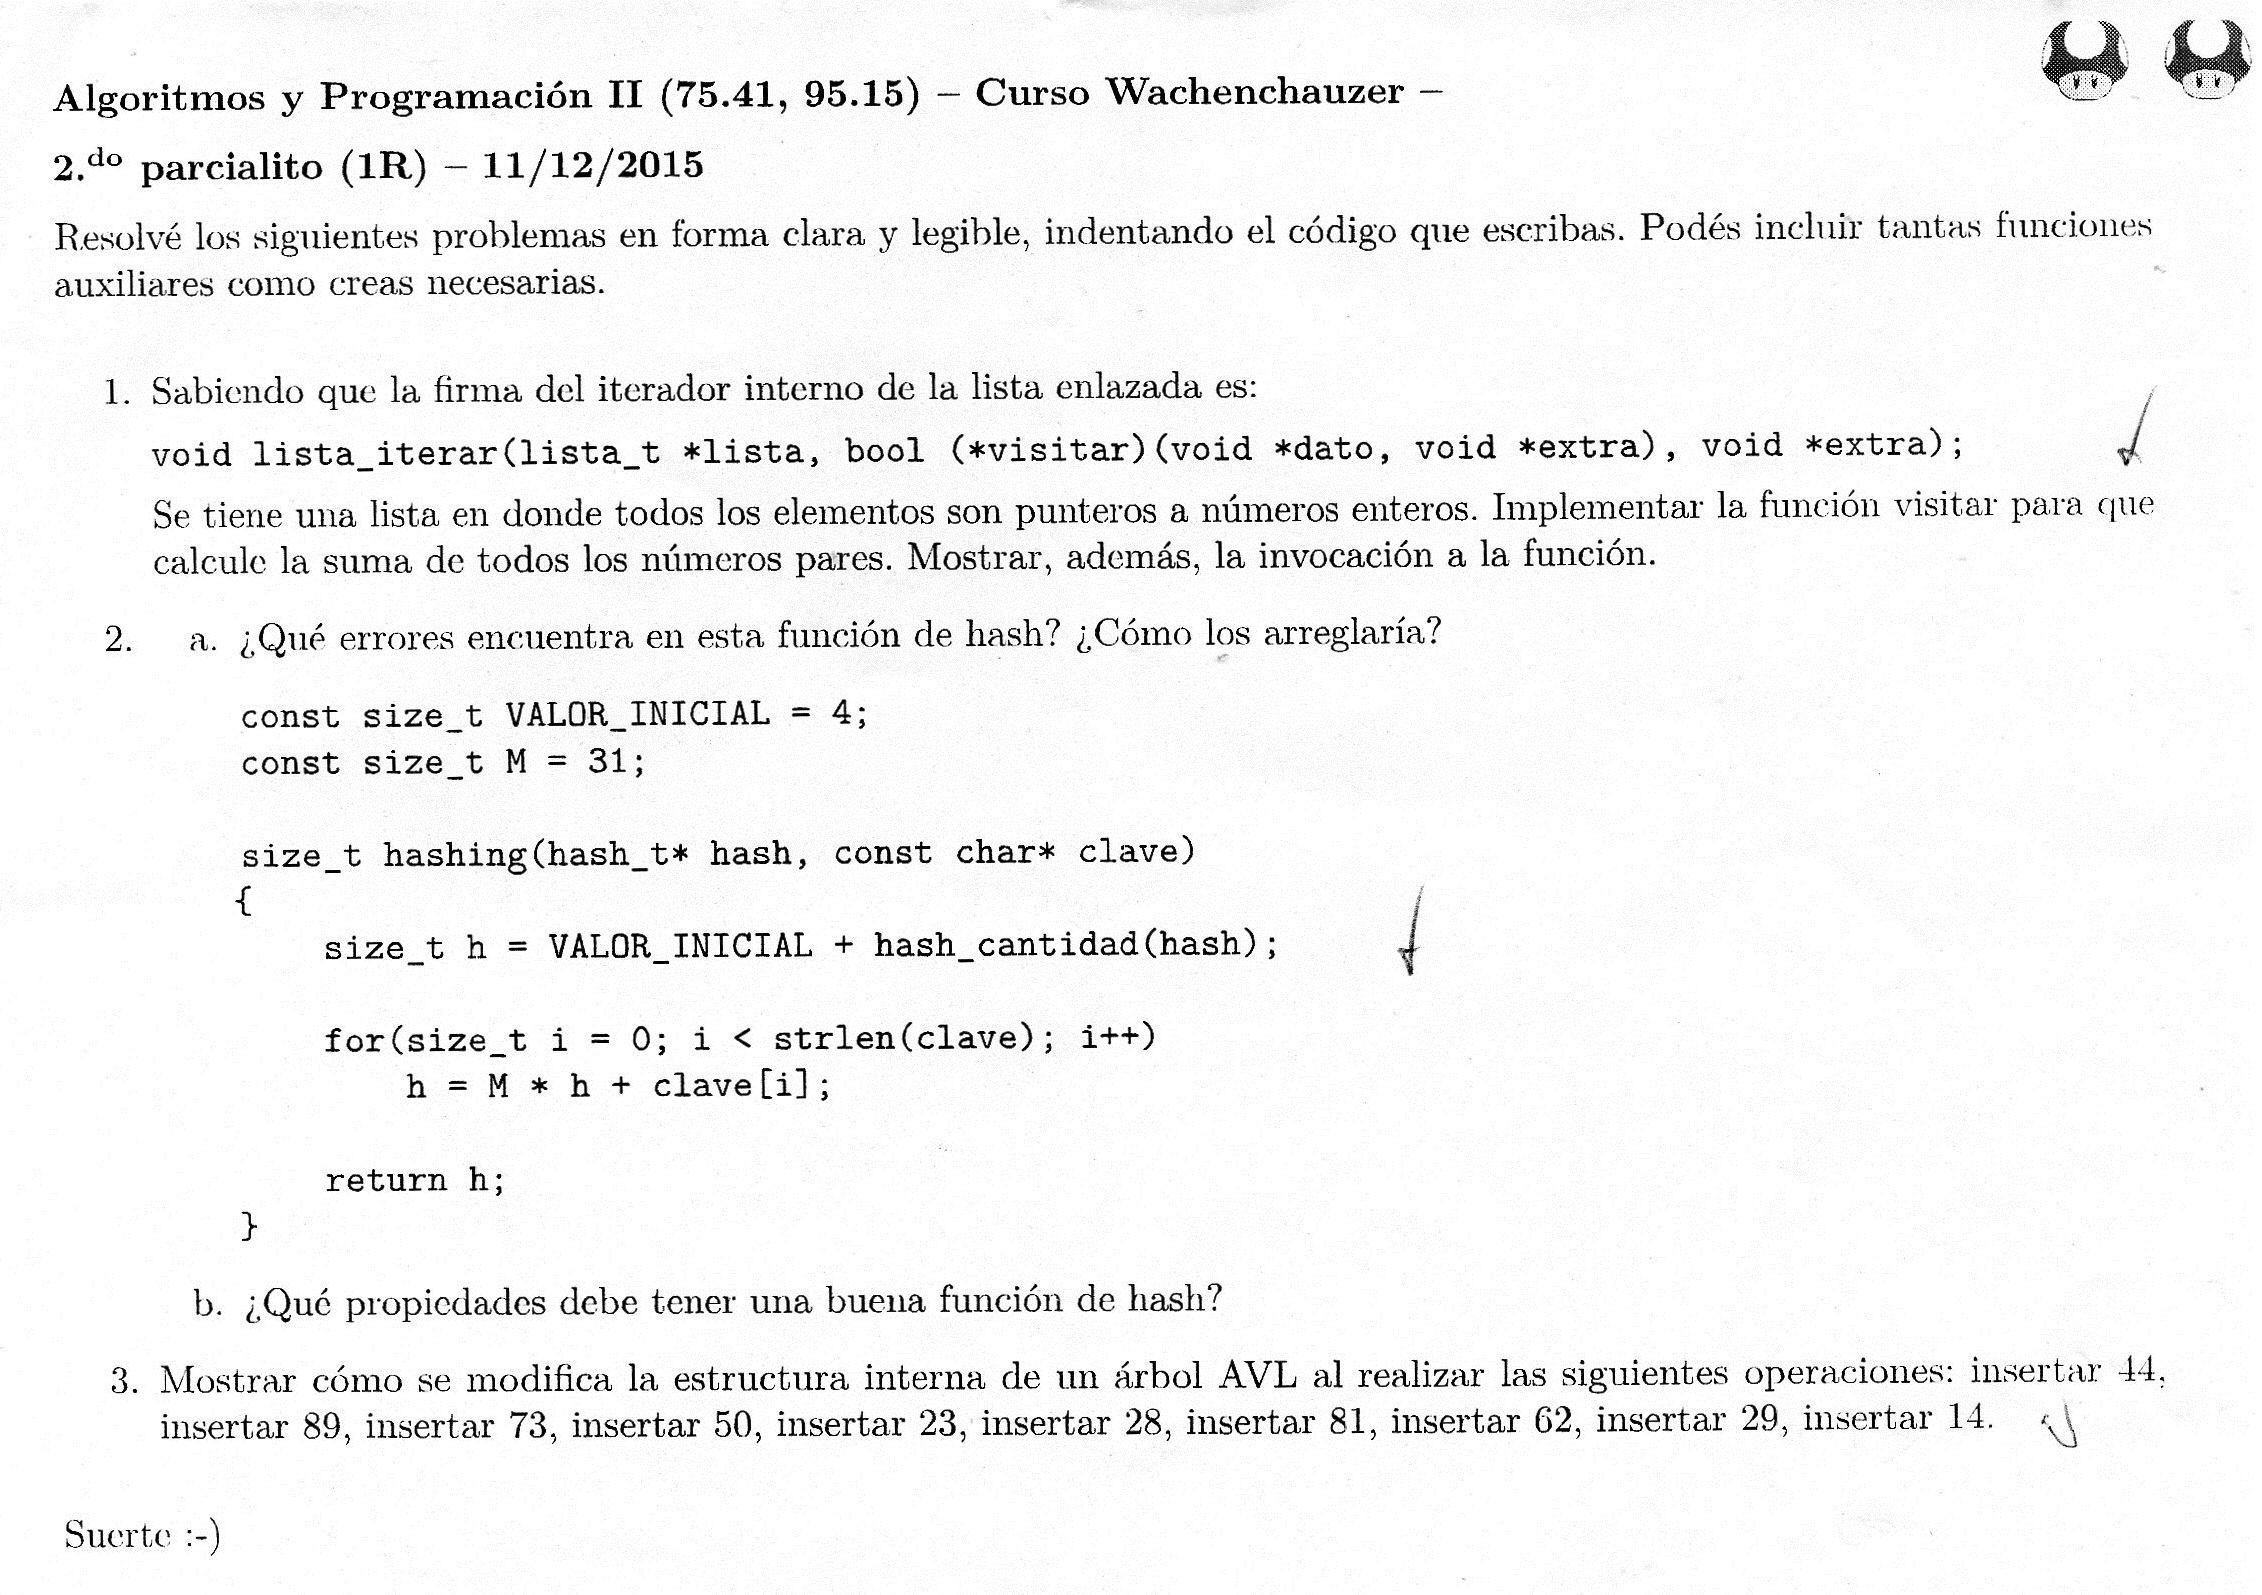 Algoritmos y Programación II (75.41, 95.15) – Curso Wachenchauzer –
2.do parcialito (1R) – 11/12/2015
Resolvé los siguientes problemas en forma clara y legible, indentando el código que escribas. Podés incluir tantas funciones
auxiliares como creas necesarias.
1. Sabiendo que la firma del iterador interno de la lista enlazada es:
void lista_iterar(lista_t *lista, bool (*visitar)(void *dato, void *extra), void *extra);
Se tiene una lista en donde todos los elementos son punteros a números enteros. Implementar la función visitar para que
calcule la suma de todos los números pares. Mostrar, además, la invocación a la función.
2. a. ¿Qué errores encuentra en esta función de hash? ¿Cómo los arreglaría?
const size_t VALOR_INICIAL = 4;
const size_t M = 31;
size_t hashing(hash_t* hash, const char* clave)
{
size_t h = VALOR_INICIAL + hash_cantidad(hash);
for(size_t i = 0; i < strlen(clave); i++)
h = M * h + clave[i];
return h;
}
b. ¿Qué propiedades debe tener una buena función de hash?
3. Mostrar cómo se modifica la estructura interna de un árbol AVL al realizar las siguientes operaciones: insertar 44,
insertar 89, insertar 73, insertar 50, insertar 23, insertar 28, insertar 81, insertar 62, insertar 29, insertar 14.
Suerte :-)